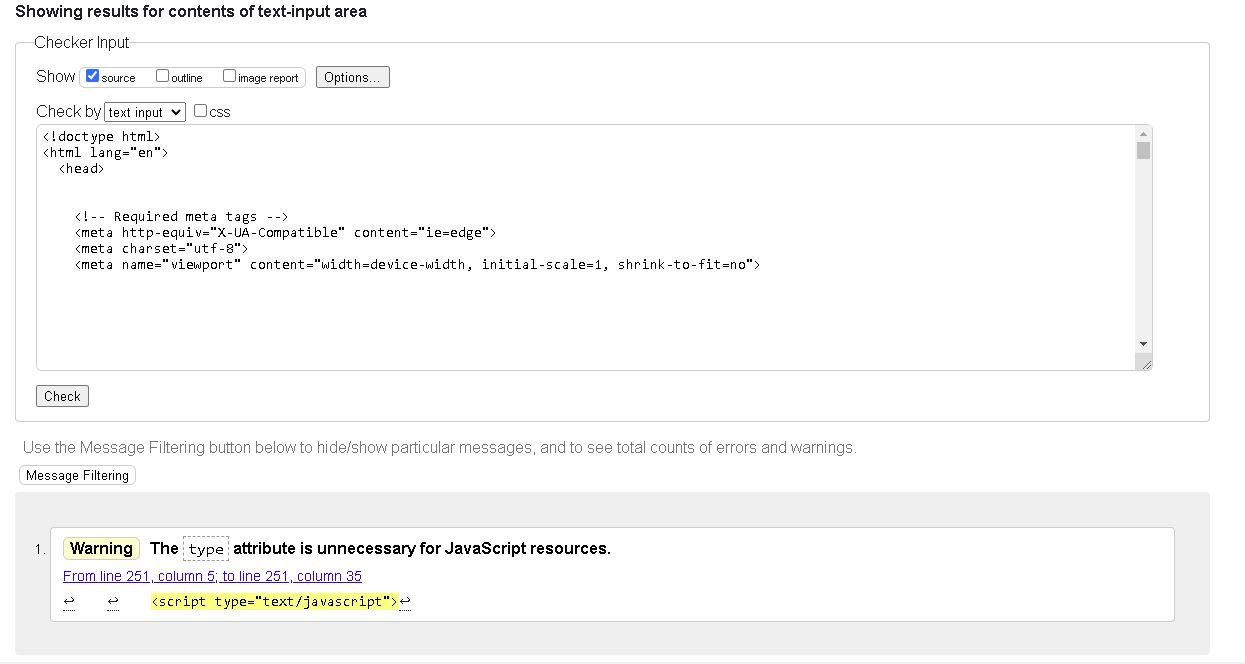 Showing results for contents of text-input area
Checker Input
Show source outline image report Options...
Check by text input css
<!doctype html>
<html lang="en">
<head>
<!-- Required meta tags -->
<meta http-equiv="X-UA-Compatible" content="ie=edge">
<meta charset="utf-8">
<meta name="viewport" content="width=device-width, initial-scale=1, shrink-to-fit=no">
Check
Use the Message Filtering button below to hide/show particular messages, and to see total counts of errors and warnings.
Message Filtering
1. Warning The type attribute is unnecessary for JavaScript resources.
From line 251, column 5; to line 251, column 35
↩ ↩ <script type="text/javascript">↩